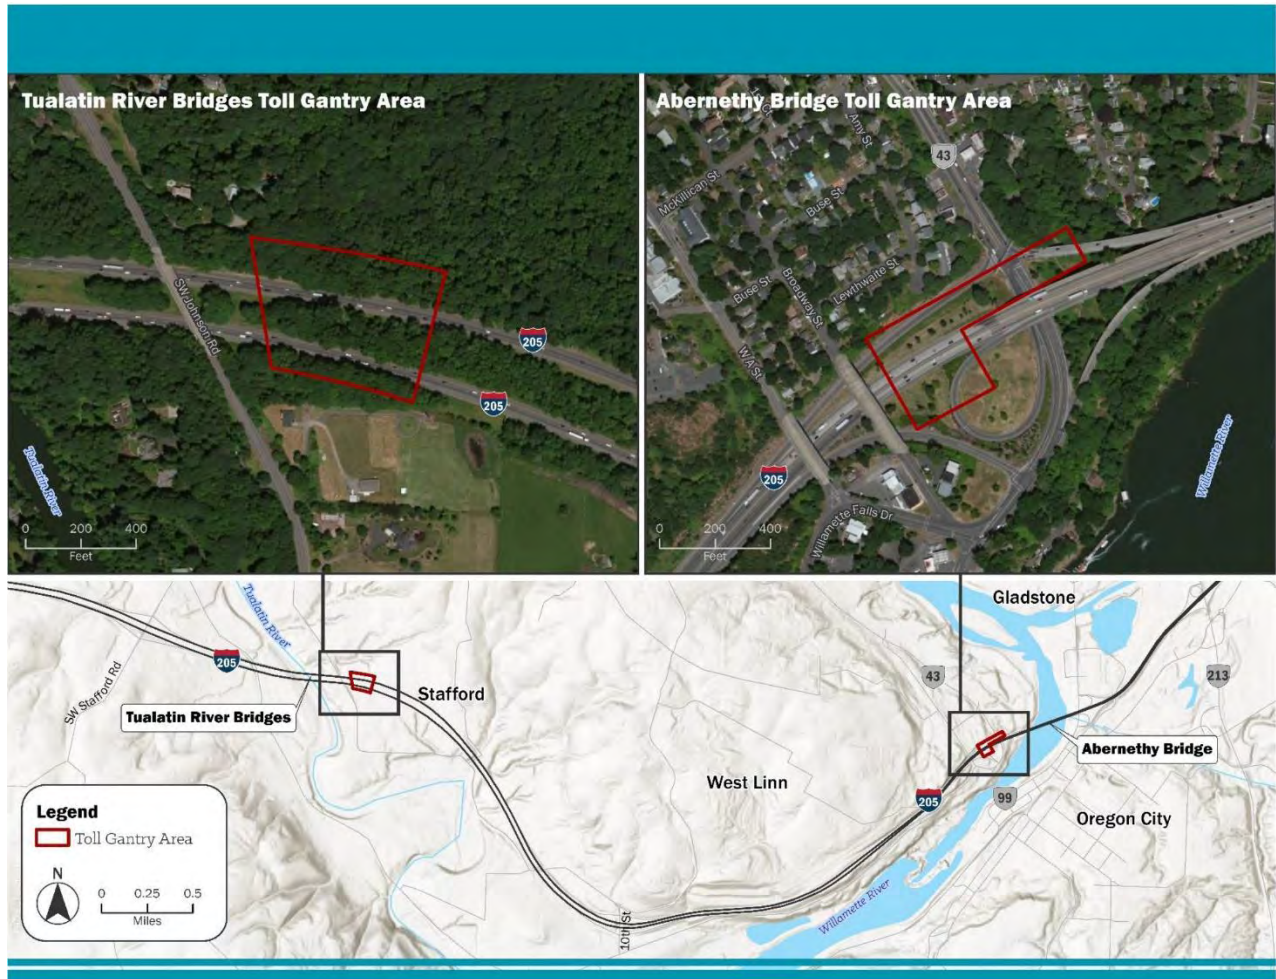 Tualatin River Bridges Toll Gantry Area
SW Johnson Rd
205
205
Tualatin River
0 200 400
Feet
Abernethy Bridge Toll Gantry Area
Amy St
43
McKillican St
Buse St
Buse St
Broadway St
Lewthwaite St
W A St
205
Willamette Falls Dr
Willamette River
0 200 400
Feet
Tualatin River
Gladstone
205
SW Stafford Rd
Stafford
43
213
Tualatin River Bridges
Abernethy Bridge
West Linn
205
99
Oregon City
Legend
Toll Gantry Area
N
0 0.25 0.5
Miles
10th St
Willamette River